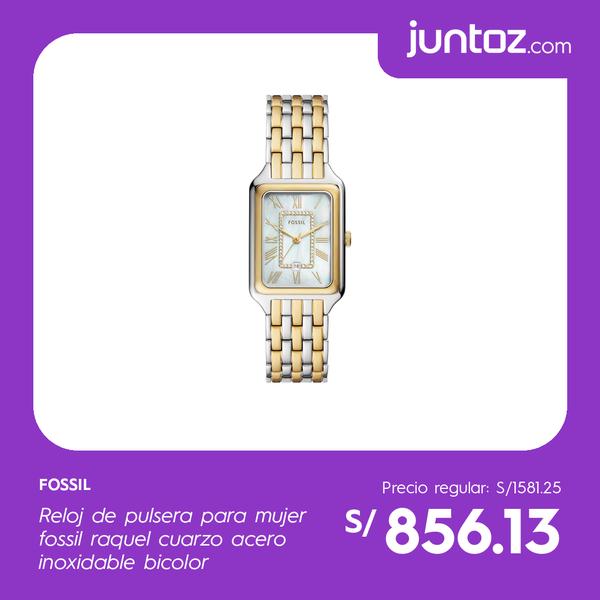 juntoz.com
FOSSIL
FOSSIL
Reloj de pulsera para mujer
fossil raquel cuarzo acero
inoxidable bicolor
Precio regular: S/1581.25
S/ 856.13